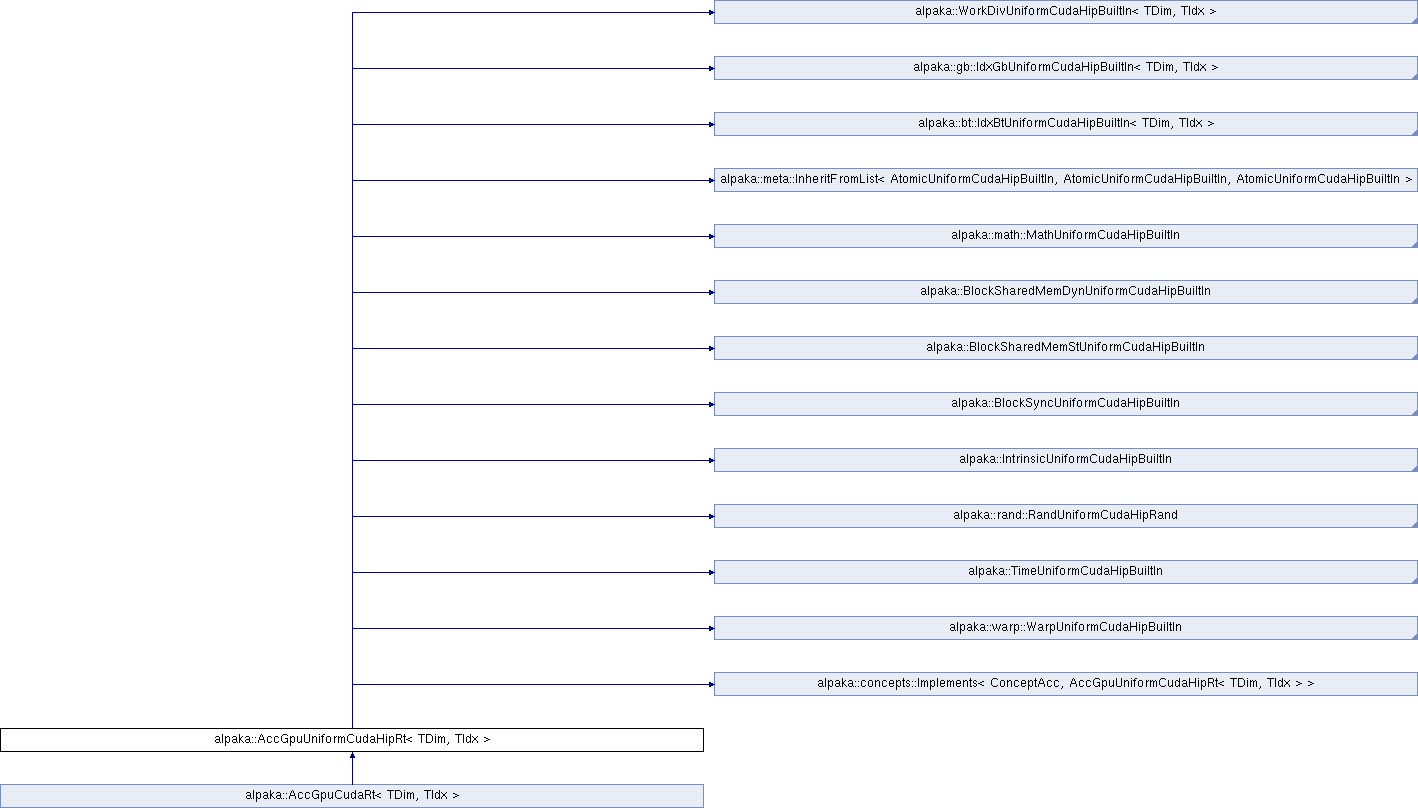 alpaka::WorkDivUniformCudaHipBuiltIn< TDim, TIdx >
alpaka::gb::IdxGbUniformCudaHipBuiltIn< TDim, TIdx >
alpaka::bt::IdxBtUniformCudaHipBuiltIn< TDim, TIdx >
alpaka::meta::InheritFromList< AtomicUniformCudaHipBuiltIn, AtomicUniformCudaHipBuiltIn, AtomicUniformCudaHipBuiltIn >
alpaka::math::MathUniformCudaHipBuiltIn
alpaka::BlockSharedMemDynUniformCudaHipBuiltIn
alpaka::BlockSharedMemStUniformCudaHipBuiltIn
alpaka::BlockSyncUniformCudaHipBuiltIn
alpaka::IntrinsicUniformCudaHipBuiltIn
alpaka::rand::RandUniformCudaHipRand
alpaka::TimeUniformCudaHipBuiltIn
alpaka::warp::WarpUniformCudaHipBuiltIn
alpaka::concepts::Implements< ConceptAcc, AccGpuUniformCudaHipRt< TDim, TIdx > >
alpaka::AccGpuUniformCudaHipRt< TDim, TIdx >
alpaka::AccGpuCudaRt< TDim, TIdx >